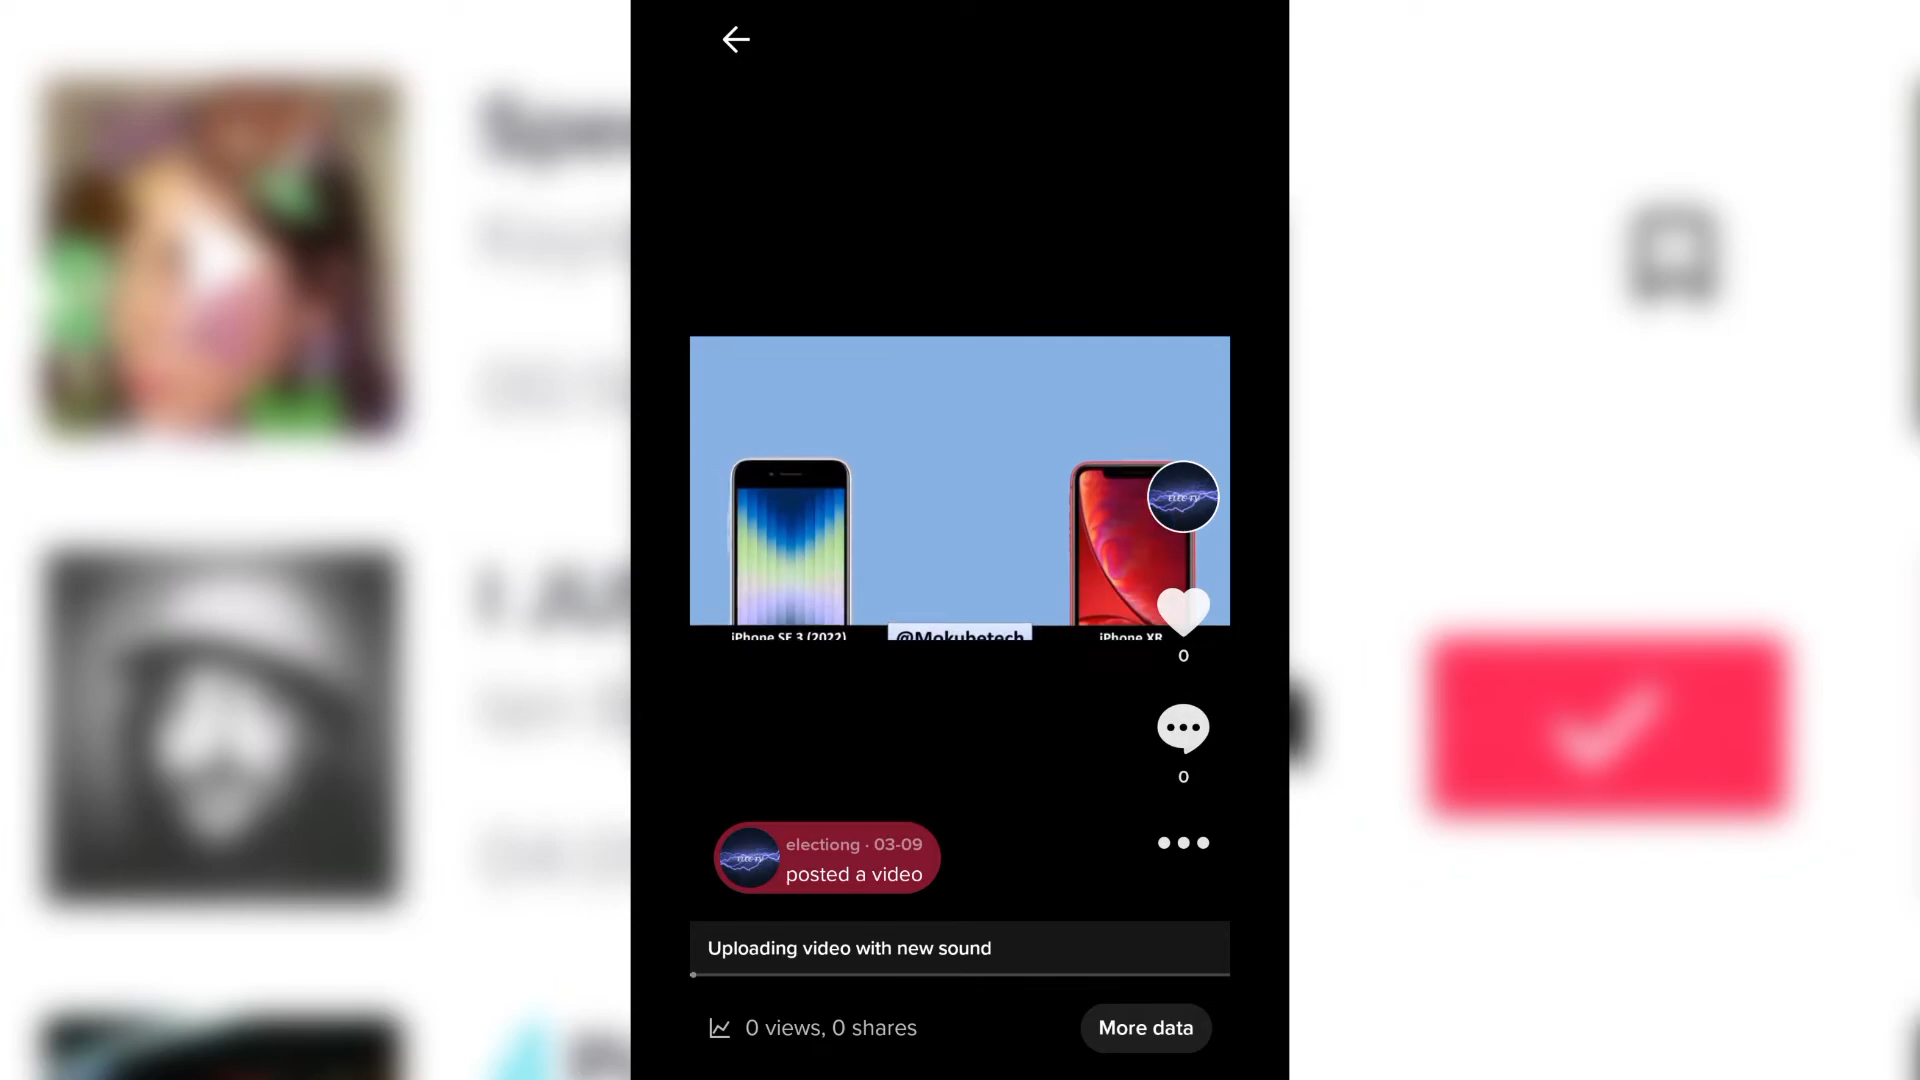 iPhone SE 3 (2022)
@Mokubetech
iPhone XR
0
0
electiong · 03-09
posted a video
Uploading video with new sound
0 views, 0 shares
More data